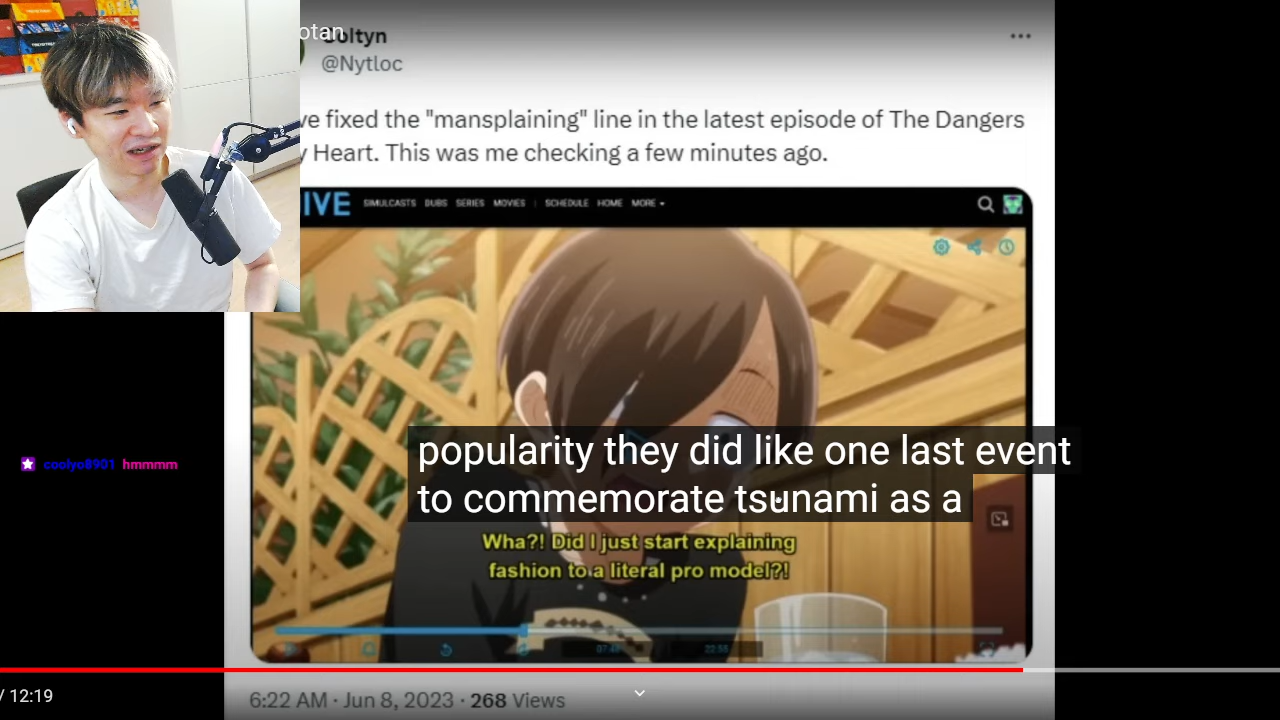 otan
Coltyn
@Nytloc
ve fixed the "mansplaining" line in the latest episode of The Dangers
y Heart. This was me checking a few minutes ago.
IVE SIMULCASTS DUBS SERIES MOVIES | SCHEDULE HOME MORE
popularity they did like one last event
coolyo8901 hmmmm
to commemorate tsunami as a
Wha?! Did I just start explaining
fashion to a literal pro model?!
22:55
/ 12:19
6:22 AM · Jun 8, 2023 · 268 Views